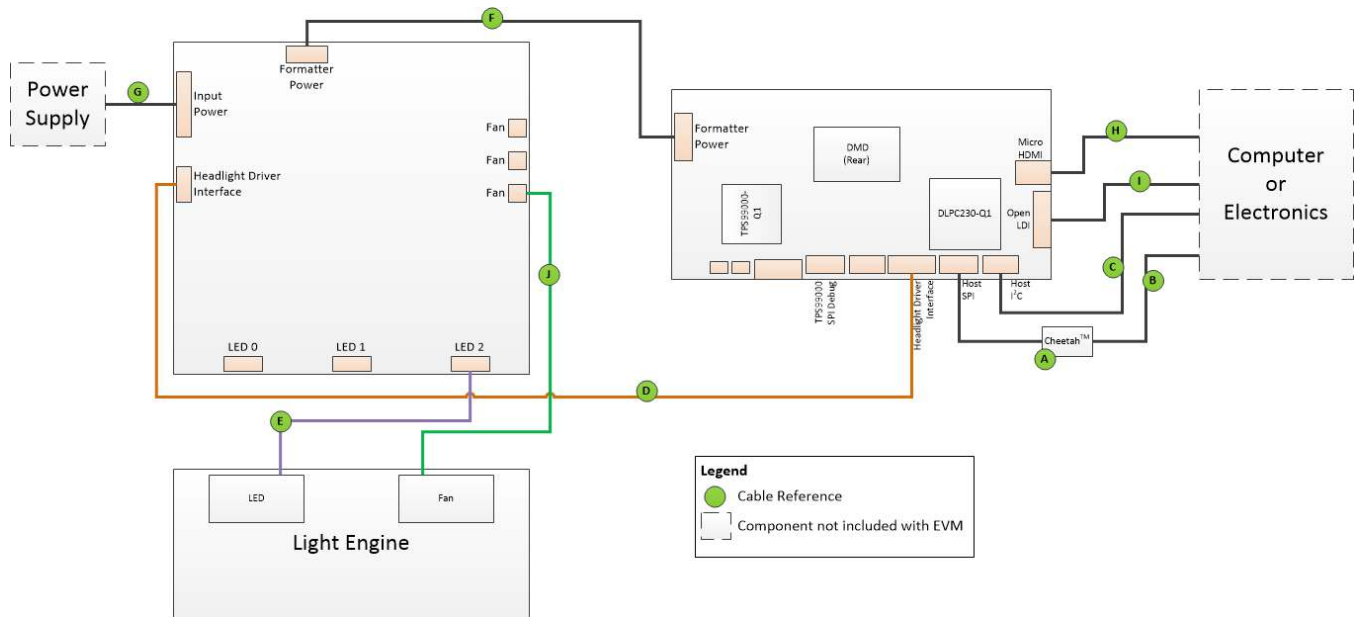 F
Formatter
Power
Power
Supply
G
Input
Power
Fan
Fan
Fan
Headlight Driver
Interface
J
LED 0
LED 1
LED 2
E
D
LED
Fan
Light Engine
Formatter
Power
DMD
(Rear)
TPS99000-
Q1
DLPC230-Q1
Micro
HDMI
Open
LDI
TPS99000
SPI Debug
Headlight Driver
Interface
Host
SPI
Host
I²C
H
I
C
B
Cheetah™
A
Computer
or
Electronics
Legend
Cable Reference
Component not included with EVM